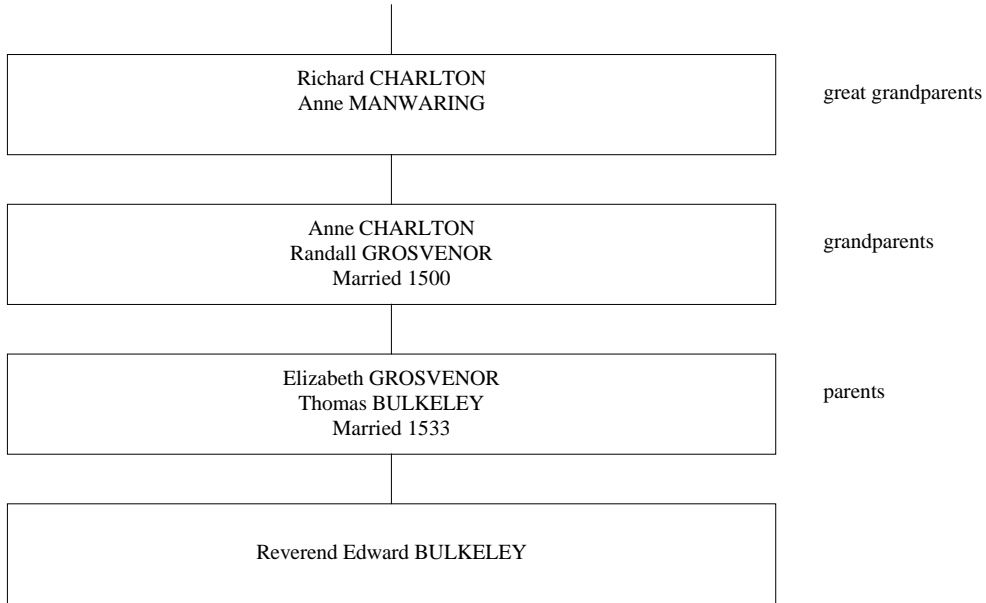 Richard CHARLTON
Anne MANWARING
great grandparents
Anne CHARLTON
Randall GROSVENOR
Married 1500
grandparents
Elizabeth GROSVENOR
Thomas BULKELEY
Married 1533
parents
Reverend Edward BULKELEY